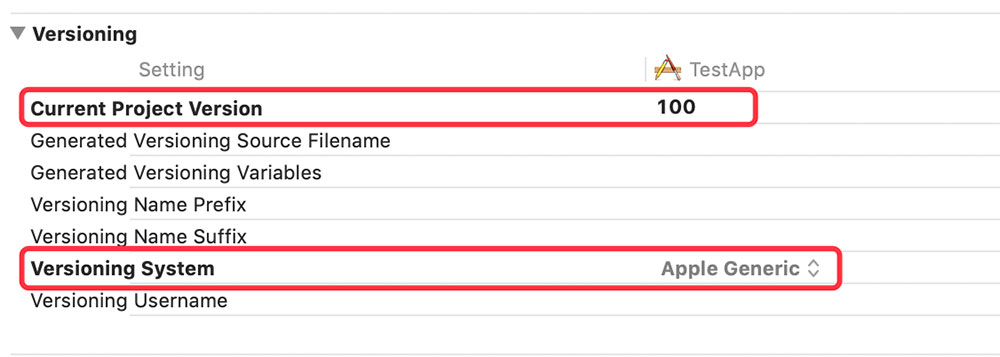 Versioning
Setting TestApp
Current Project Version 100
Generated Versioning Source Filename
Generated Versioning Variables
Versioning Name Prefix
Versioning Name Suffix
Versioning System Apple Generic
Versioning Username